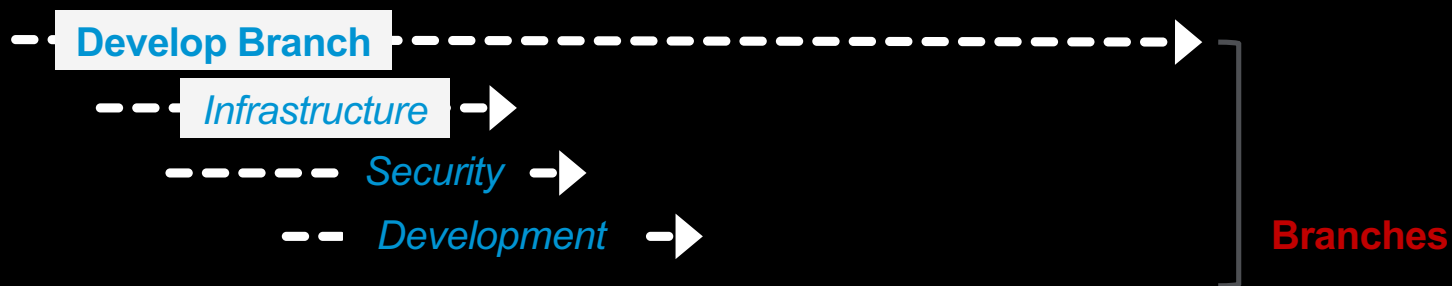 Develop Branch
Infrastructure
Security
Development
Branches